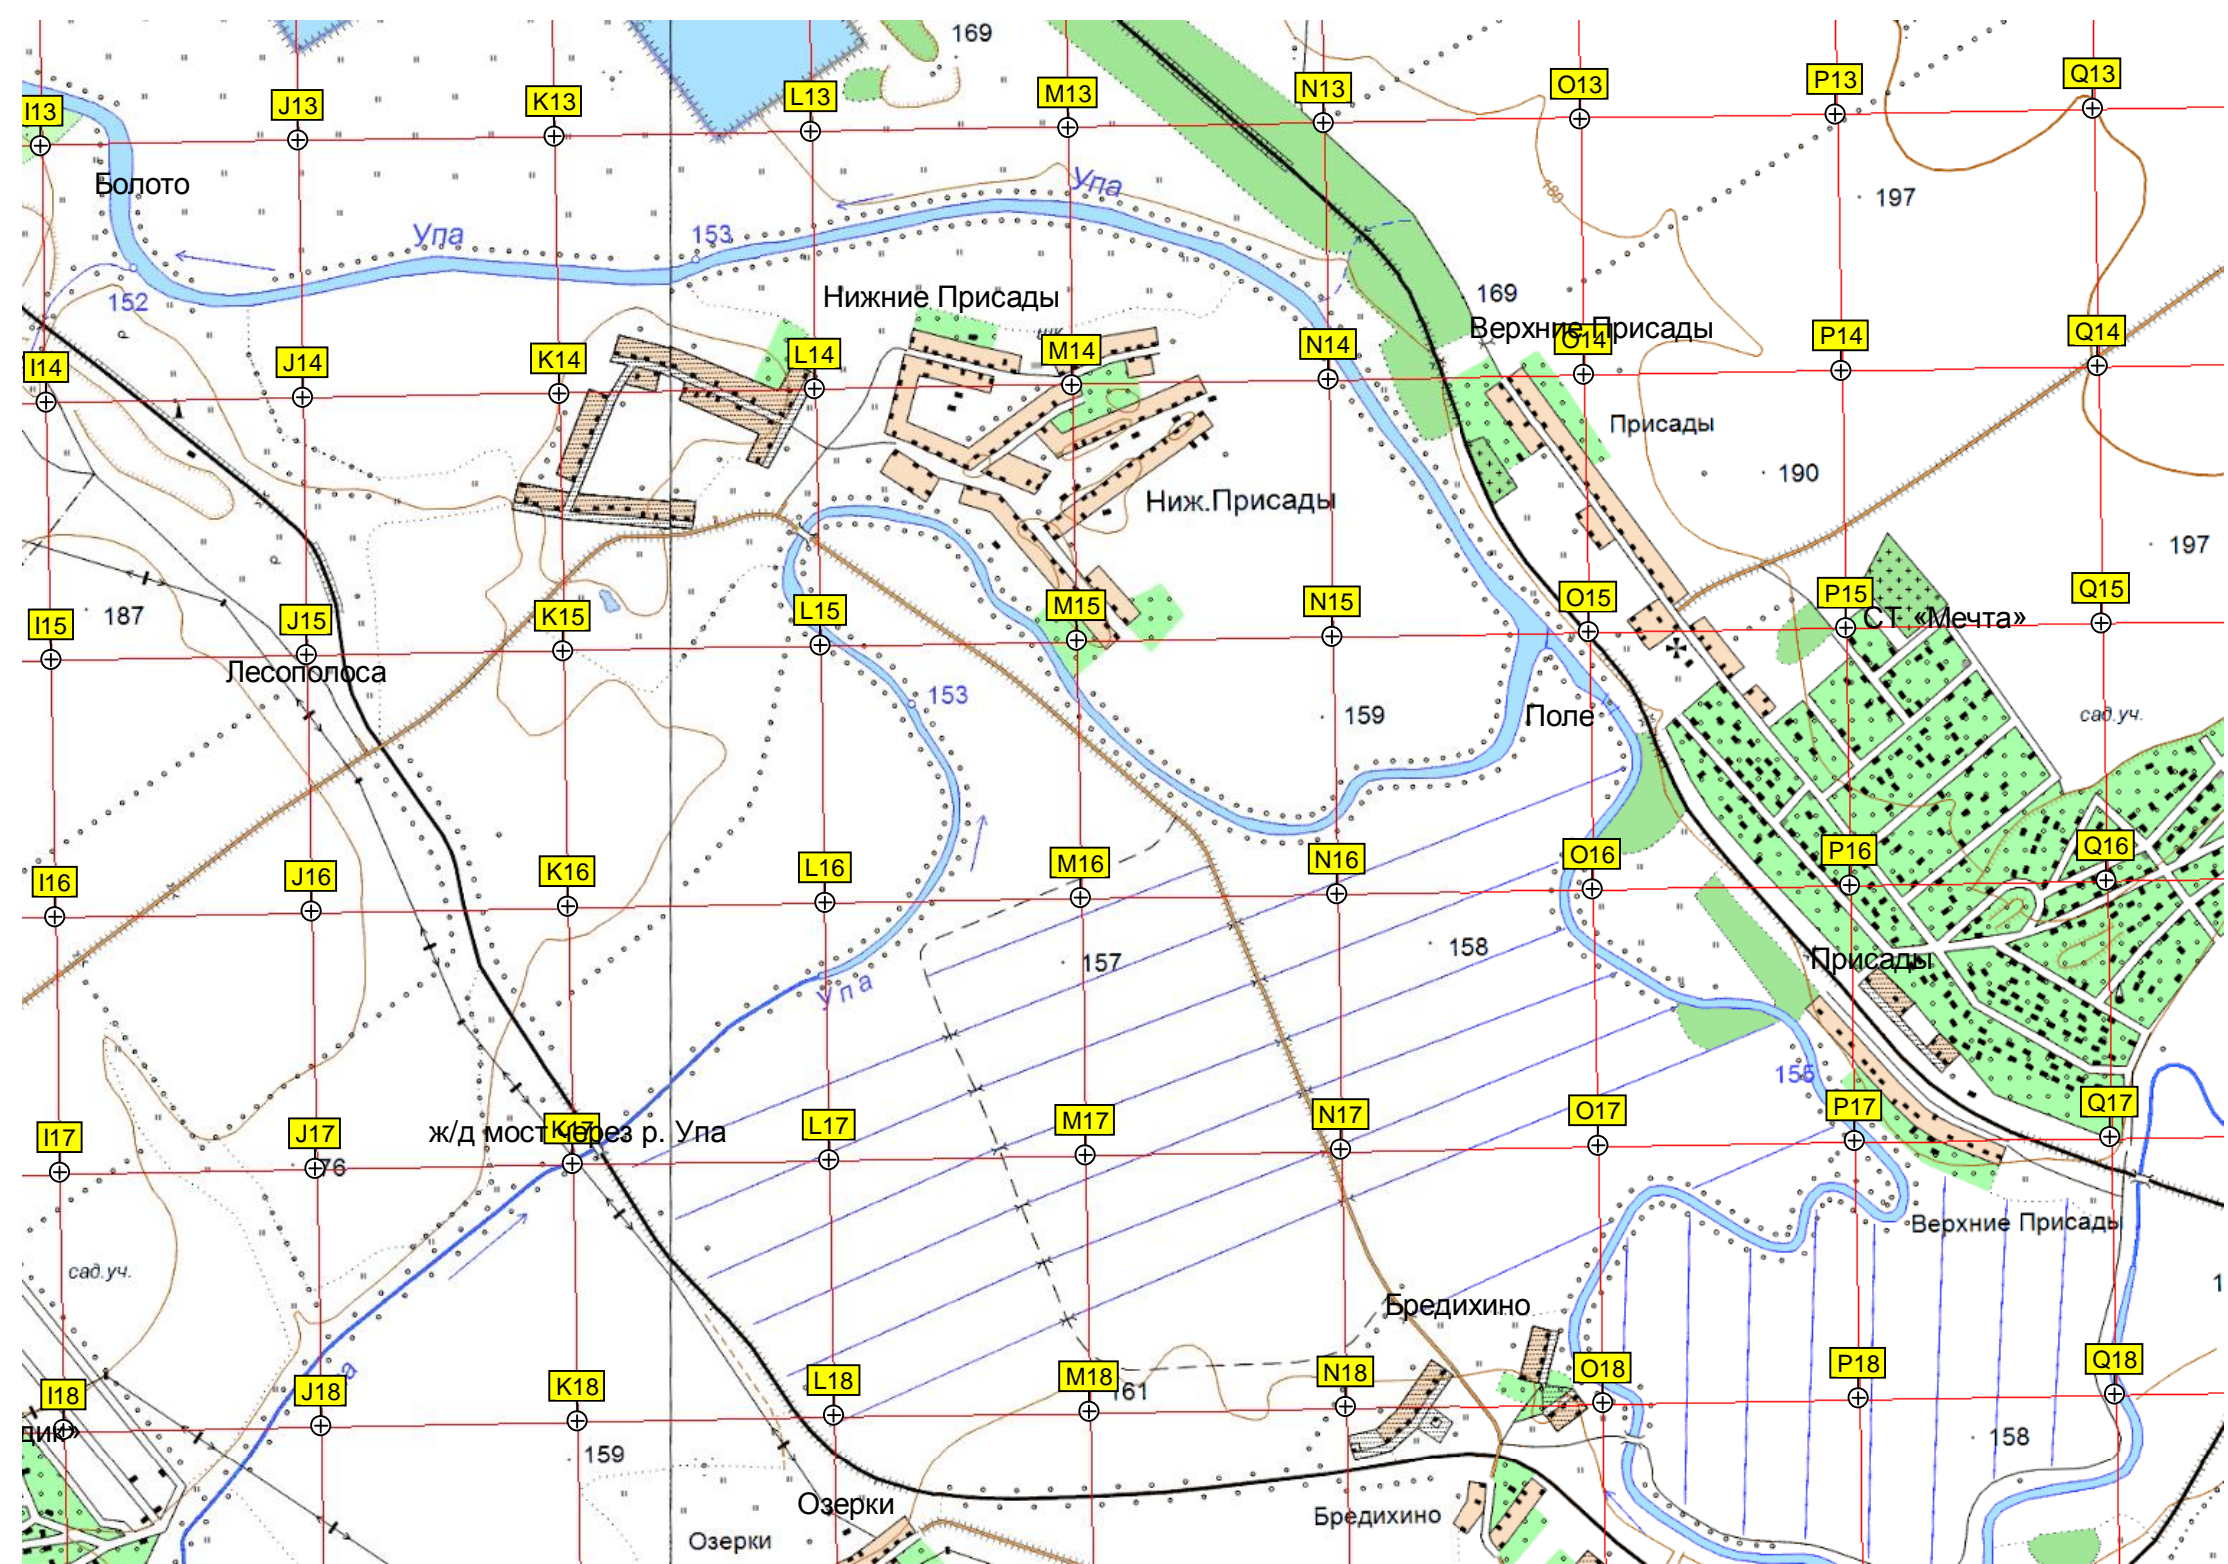 169
I13
J13
K13
L13
M13
N13
O13
P13
Q13
Болото
Упа
197
Упа
153
180
152
Нижние Присады
169
Верхние Присады
I14
J14
K14
L14
M14
N14
O14
P14
Q14
Присады
190
Ниж.Присады
197
187
I15
J15
K15
L15
M15
N15
O15
P15
Q15
СТ «Мечта»
Лесополоса
153
159
Поле
сад.уч.
I16
J16
K16
L16
M16
N16
O16
P16
Q16
157
158
Присады
Упа
155
I17
J17
K17
L17
M17
N17
O17
P17
Q17
ж/д мост через р. Упа
76
Верхние Присады
сад.уч.
1
Бредихино
I18
J18
K18
L18
M18
N18
O18
P18
Q18
а
161
дик»
159
158
Озерки
Бредихино
Озерки